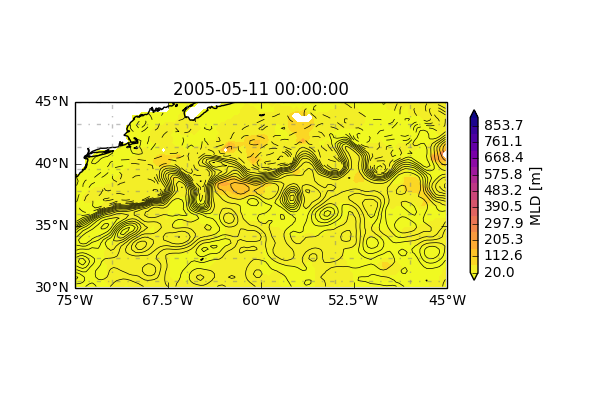 2005-05-11 00:00:00
45°N
40°N
35°N
30°N
75°W
67.5°W
60°W
52.5°W
45°W
853.7
761.1
668.4
575.8
483.2
390.5
297.9
205.3
112.6
20.0
MLD [m]